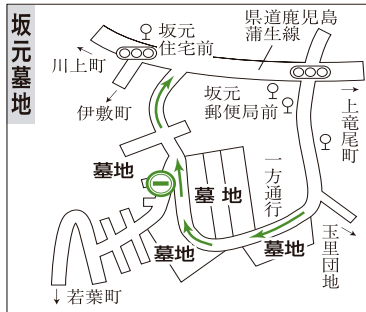 坂元墓地
坂元
住宅前
県道鹿児島
蒲生線
川上町
伊敷町
坂元
郵便局前
上竜尾町
墓地
墓地
一方通行
玉里団地
墓地
墓地
若葉町